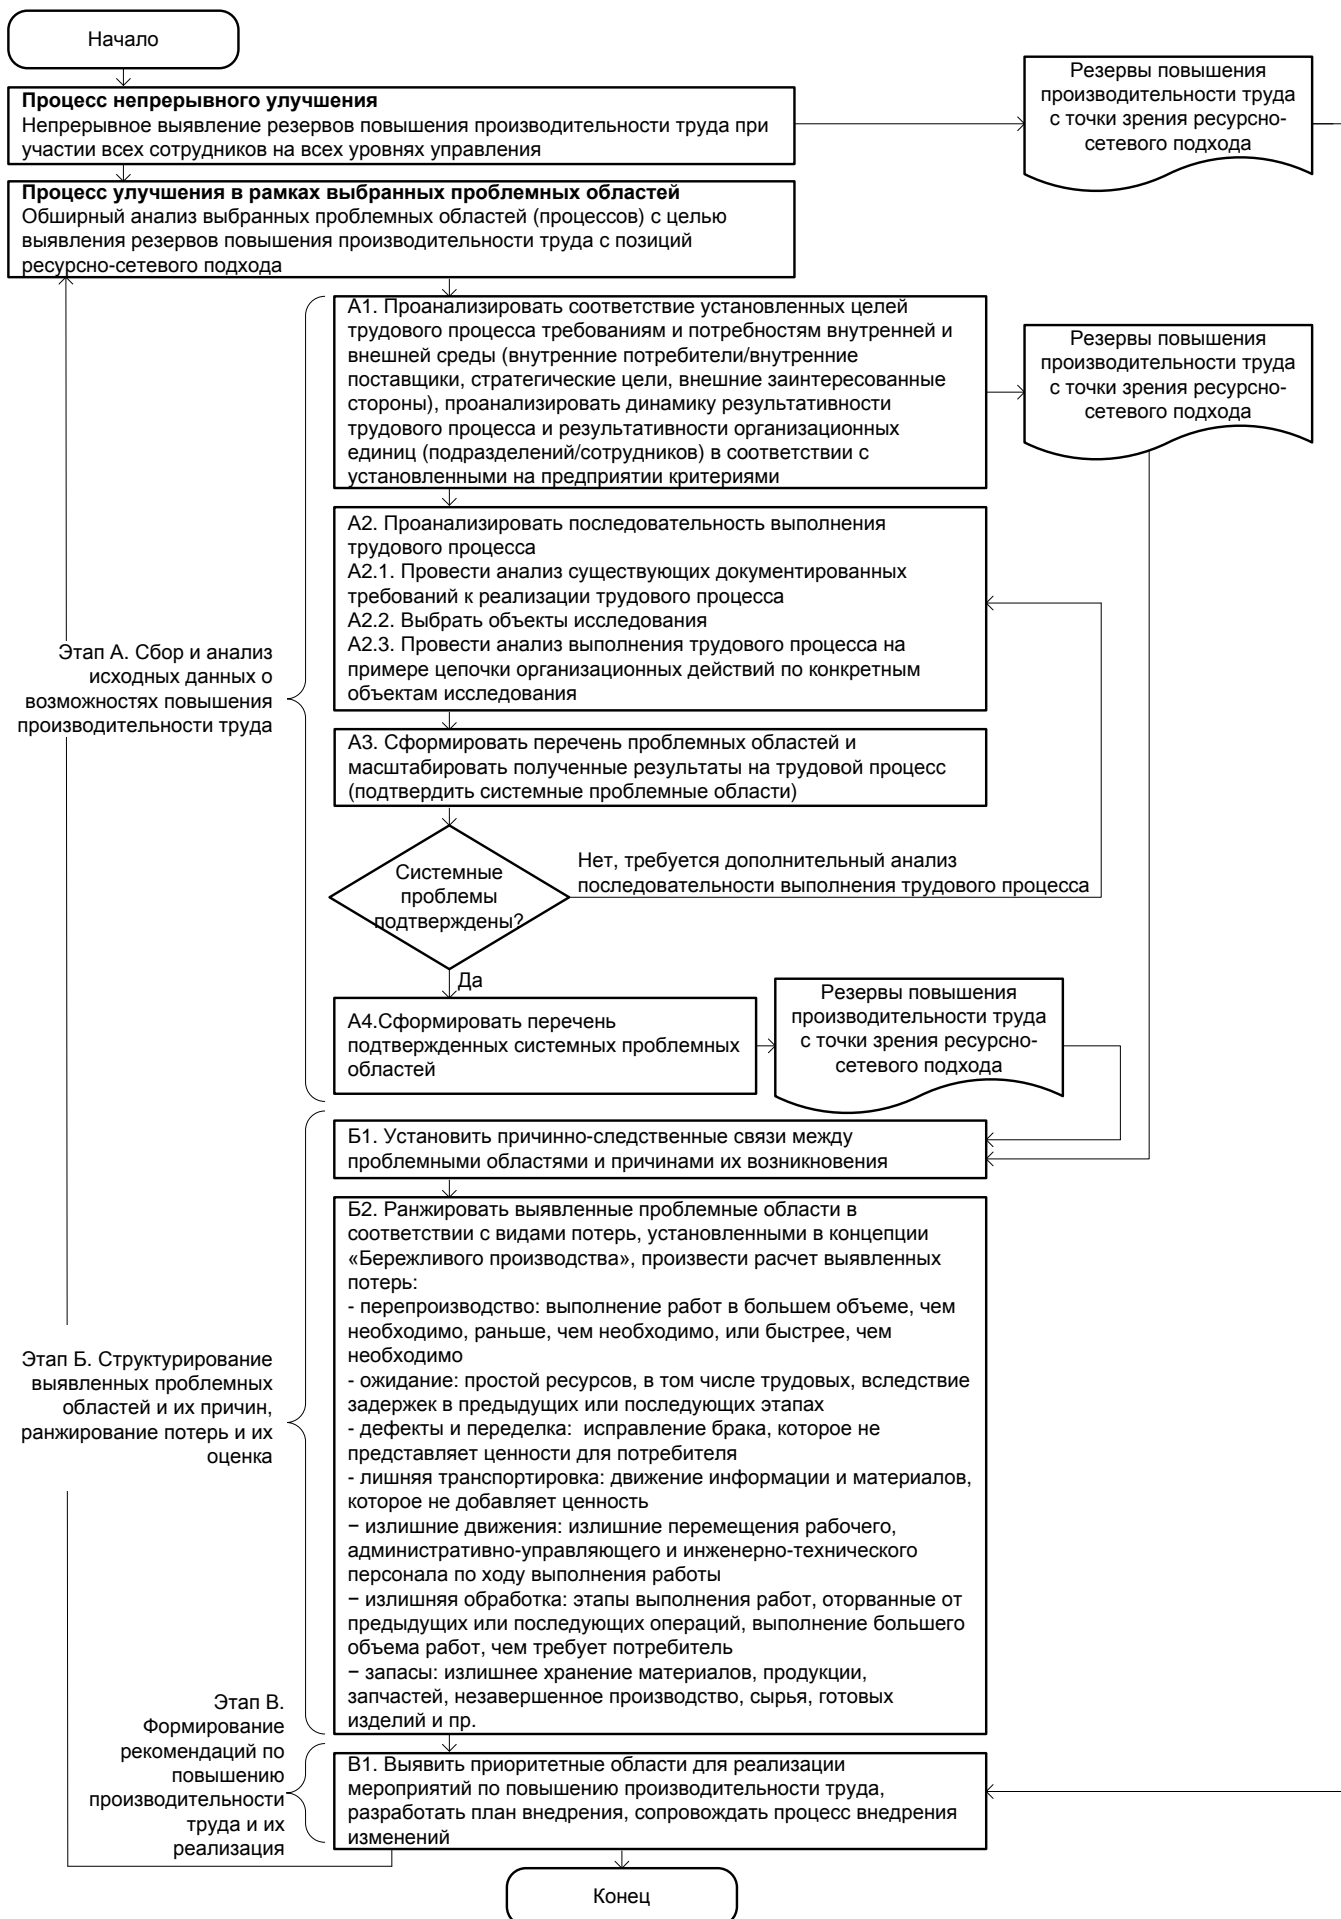 Начало
Процесс непрерывного улучшения
Непрерывное выявление резервов повышения производительности труда при
участии всех сотрудников на всех уровнях управления
Резервы повышения
производительности труда
с точки зрения ресурсно-
сетевого подхода
Процесс улучшения в рамках выбранных проблемных областей
Обширный анализ выбранных проблемных областей (процессов) с целью
выявления резервов повышения производительности труда с позиций
ресурсно-сетевого подхода
А1. Проанализировать соответствие установленных целей
трудового процесса требованиям и потребностям внутренней и
внешней среды (внутренние потребители/внутренние
поставщики, стратегические цели, внешние заинтересованные
стороны), проанализировать динамику результативности
трудового процесса и результативности организационных
единиц (подразделений/сотрудников) в соответствии с
установленными на предприятии критериями
Резервы повышения
производительности труда
с точки зрения ресурсно-
сетевого подхода
А2. Проанализировать последовательность выполнения
трудового процесса
А2.1. Провести анализ существующих документированных
требований к реализации трудового процесса
А2.2. Выбрать объекты исследования
А2.3. Провести анализ выполнения трудового процесса на
примере цепочки организационных действий по конкретным
объектам исследования
Этап А. Сбор и анализ
исходных данных о
возможностях повышения
производительности труда
А3. Сформировать перечень проблемных областей и
масштабировать полученные результаты на трудовой процесс
(подтвердить системные проблемные области)
Системные
проблемы
подтверждены?
Нет, требуется дополнительный анализ
последовательности выполнения трудового процесса
Да
А4.Сформировать перечень
подтвержденных системных проблемных
областей
Резервы повышения
производительности труда
с точки зрения ресурсно-
сетевого подхода
Б1. Установить причинно-следственные связи между
проблемными областями и причинами их возникновения
Б2. Ранжировать выявленные проблемные области в
соответствии с видами потерь, установленными в концепции
«Бережливого производства», произвести расчет выявленных
потерь:
- перепроизводство: выполнение работ в большем объеме, чем
необходимо, раньше, чем необходимо, или быстрее, чем
необходимо
- ожидание: простой ресурсов, в том числе трудовых, вследствие
задержек в предыдущих или последующих этапах
- дефекты и переделка:  исправление брака, которое не
представляет ценности для потребителя
- лишняя транспортировка: движение информации и материалов,
которое не добавляет ценность
− излишние движения: излишние перемещения рабочего,
административно-управляющего и инженерно-технического
персонала по ходу выполнения работы
− излишняя обработка: этапы выполнения работ, оторванные от
предыдущих или последующих операций, выполнение большего
объема работ, чем требует потребитель
− запасы: излишнее хранение материалов, продукции,
запчастей, незавершенное производство, сырья, готовых
изделий и пр.
Этап Б. Структурирование
выявленных проблемных
областей и их причин,
ранжирование потерь и их
оценка
Этап В.
Формирование
рекомендаций по
повышению
производительности
труда и их
реализация
В1. Выявить приоритетные области для реализации
мероприятий по повышению производительности труда,
разработать план внедрения, сопровождать процесс внедрения
изменений
Конец